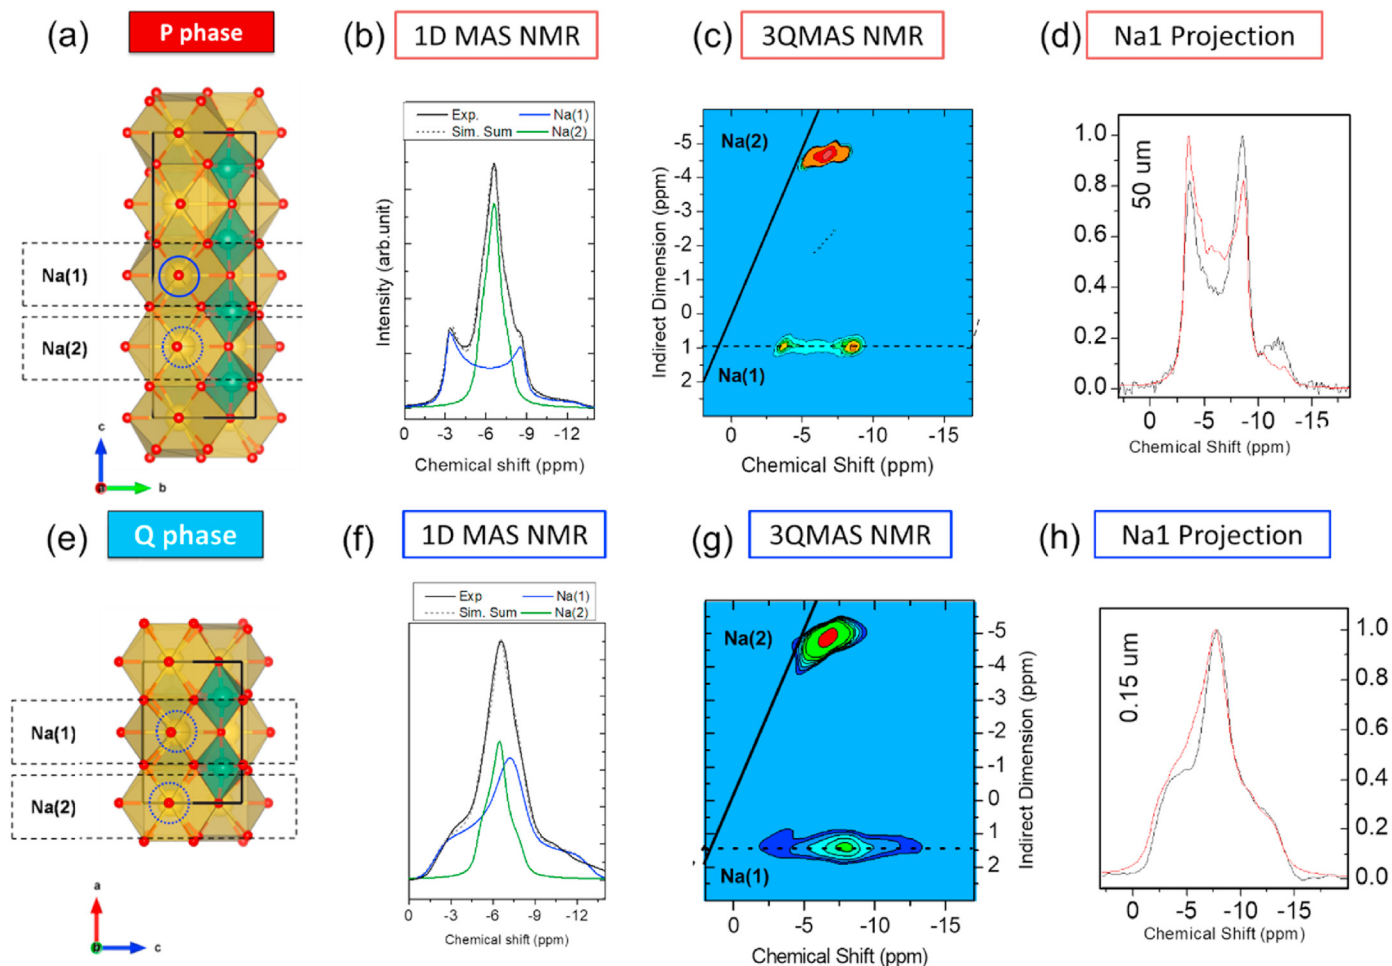 (a) P phase
Na(1)
Na(2)
c
b
(b) 1D MAS NMR
Exp. Na(1)
Sim. Sum Na(2)
Intensity (arb.unit)
0 -3 -6 -9 -12
Chemical shift (ppm)
(c) 3QMAS NMR
Na(2)
Na(1)
Indirect Dimension (ppm)
-5
-4
-3
-2
-1
0
1
2
0 -5 -10 -15
Chemical Shift (ppm)
(d) Na1 Projection
50 um
1.0
0.8
0.6
0.4
0.2
0.0
0 -5 -10 -15
Chemical Shift (ppm)
(e) Q phase
Na(1)
Na(2)
a
b
c
(f) 1D MAS NMR
Exp Na(1)
Sim. Sum Na(2)
0 -3 -6 -9 -12
Chemical shift (ppm)
(g) 3QMAS NMR
Na(2)
Na(1)
-5
-4
-3
-2
-1
0
1
2
Indirect Dimension (ppm)
0 -5 -10 -15
Chemical Shift (ppm)
(h) Na1 Projection
0.15 um
1.0
0.8
0.6
0.4
0.2
0.0
0 -5 -10 -15
Chemical Shift (ppm)